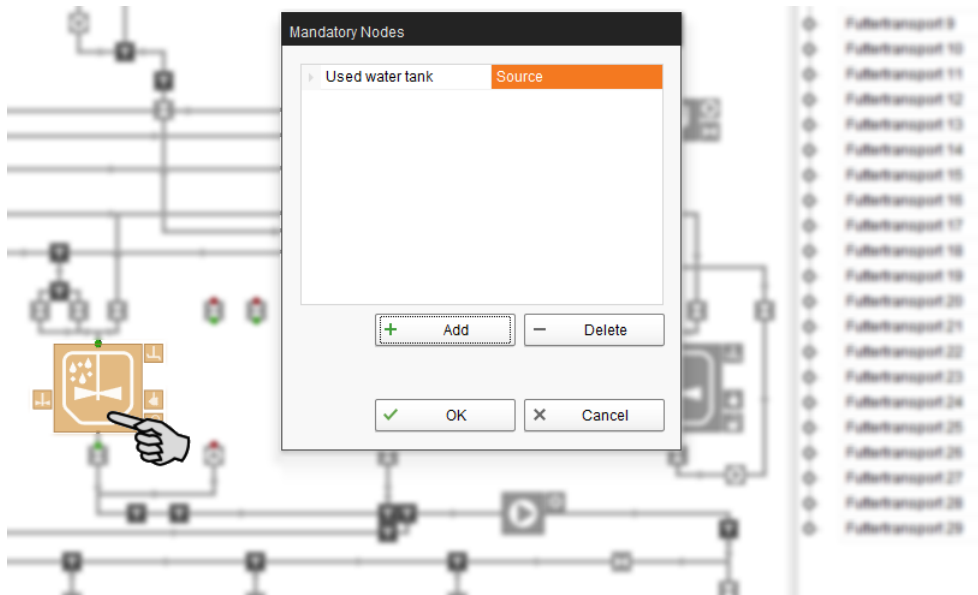 Mandatory Nodes
Used water tank Source
Add Delete
OK Cancel
Futtertransport 9
Futtertransport 10
Futtertransport 11
Futtertransport 12
Futtertransport 13
Futtertransport 14
Futtertransport 15
Futtertransport 16
Futtertransport 17
Futtertransport 18
Futtertransport 19
Futtertransport 20
Futtertransport 21
Futtertransport 22
Futtertransport 23
Futtertransport 24
Futtertransport 25
Futtertransport 26
Futtertransport 27
Futtertransport 28
Futtertransport 29